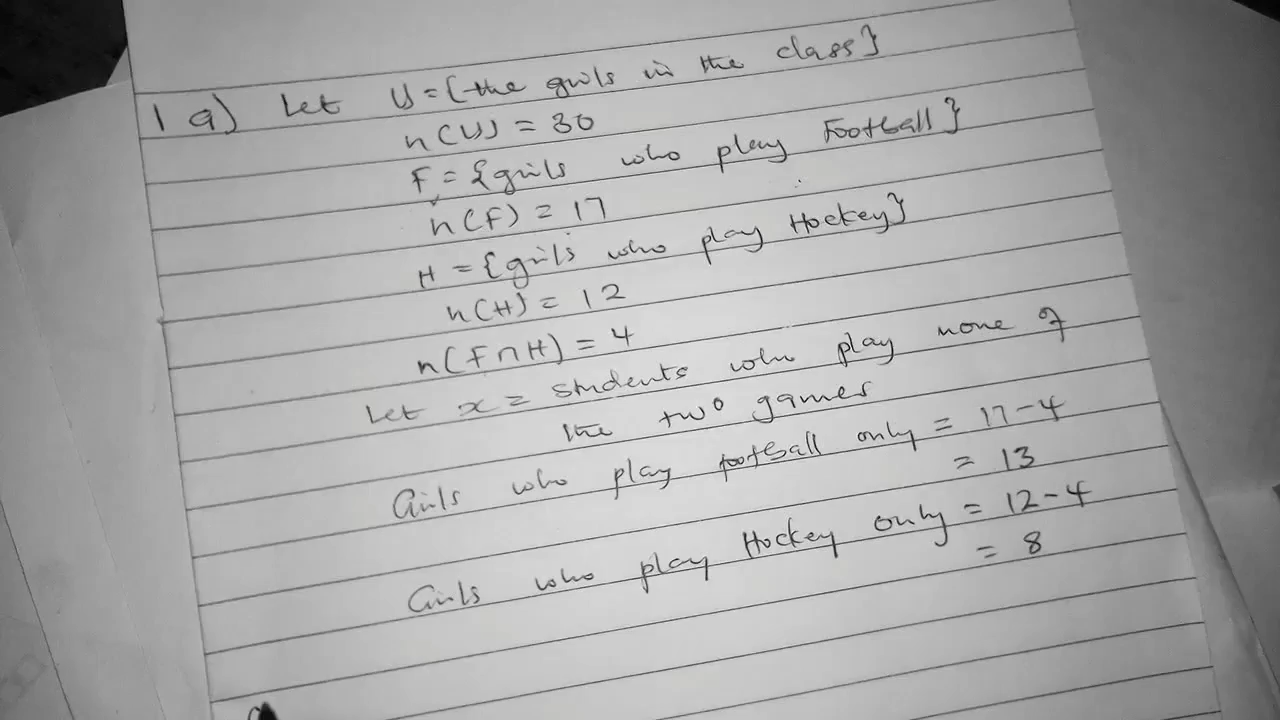 1 a) Let U = {the girls in the class}
n(U) = 30
F = {girls who play Football}
n(F) = 17
H = {girls who play Hockey}
n(H) = 12
n(F∩H) = 4
Let x = students who play none of
the two games
Girls who play football only = 17-4
= 13
Girls who play Hockey only = 12-4
= 8